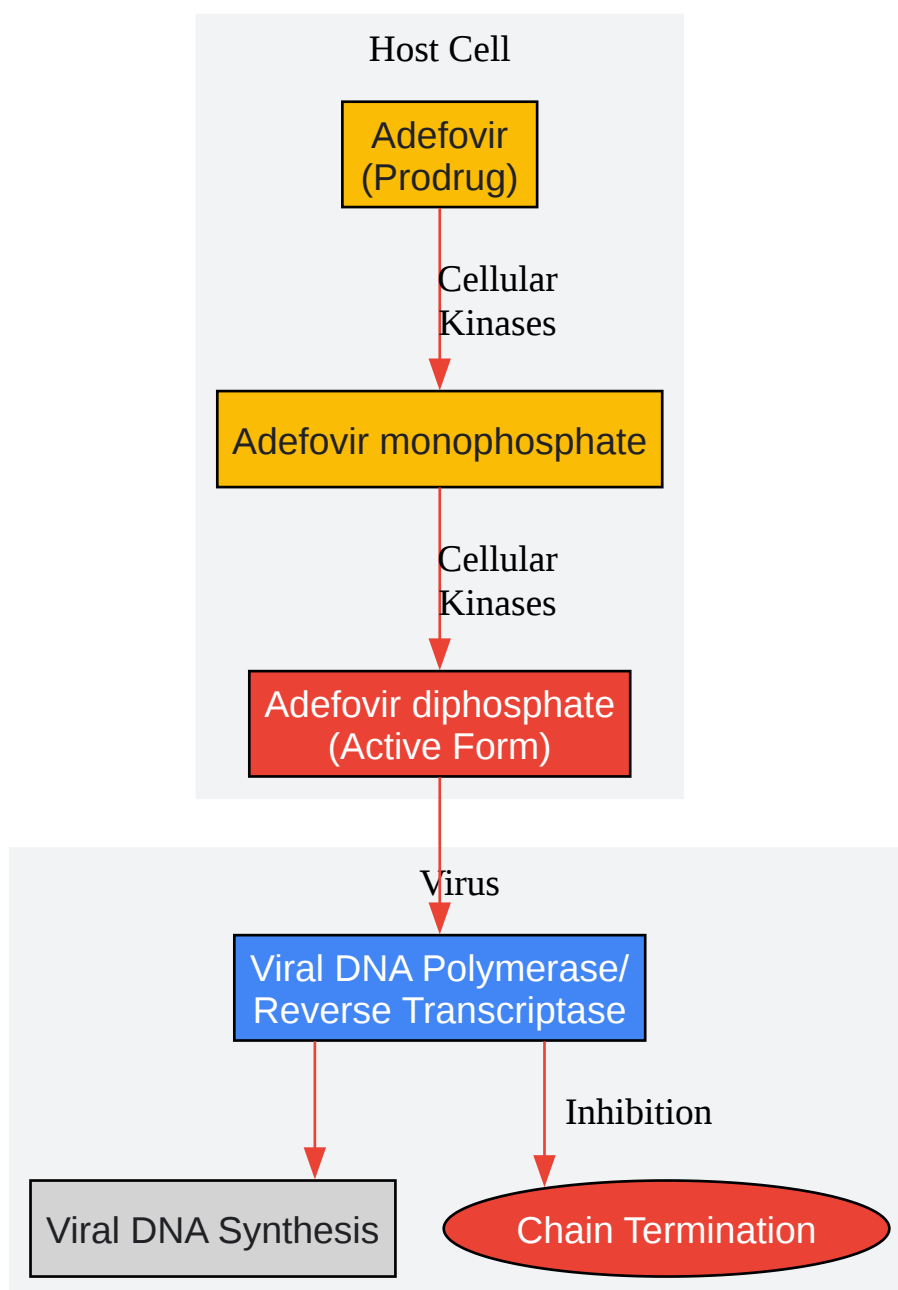 Host Cell
Adefovir
(Prodrug)
Cellular
Kinases
Adefovir monophosphate
Cellular
Kinases
Adefovir diphosphate
(Active Form)
Virus
Viral DNA Polymerase/
Reverse Transcriptase
Inhibition
Viral DNA Synthesis
Chain Termination